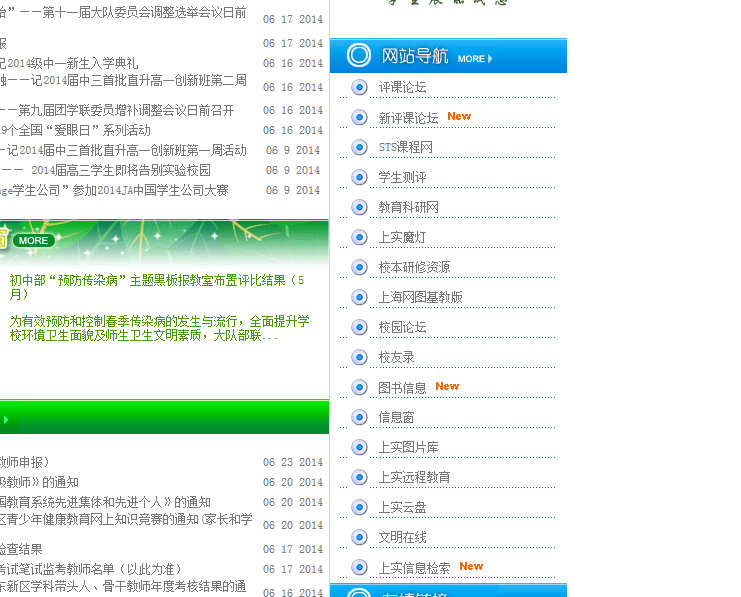 治”－－第十一届大队委员会调整选举会议日前
06 17 2014
报
06 17 2014
记2014级中一新生入学典礼
06 16 2014
独－－记2014届中三首批直升高一创新班第二周
06 16 2014
－－第九届团学联委员增补调整会议日前召开
06 16 2014
19个全国“爱眼日”系列活动
06 16 2014
－记2014届中三首批直升高一创新班第一周活动
06 9 2014
－－ 2014届高三学生即将告别实验校园
06 9 2014
age学生公司”参加2014JA中国学生公司大赛
06 9 2014
窗 MORE
初中部“预防传染病”主题黑板报教室布置评比结果（5
月）
为有效预防和控制春季传染病的发生与流行，全面提升学
校环境卫生面貌及师生卫生文明素质，大队部联...
教师申报）
06 23 2014
级教师》的通知
06 20 2014
国教育系统先进集体和先进个人》的通知
06 20 2014
区青少年健康教育网上知识竞赛的通知(家长和学
06 20 2014
检查结果
06 17 2014
考试笔试监考教师名单（以此为准）
06 17 2014
东新区学科带头人、骨干教师年度考核结果的通
06 16 2014
网站导航 MORE
评课论坛
新评课论坛 New
STS课程网
学生测评
教育科研网
上实魔灯
校本研修资源
上海网图基教版
校园论坛
校友录
图书信息 New
信息窗
上实图片库
上实远程教育
上实云盘
文明在线
上实信息检索 New
友情链接